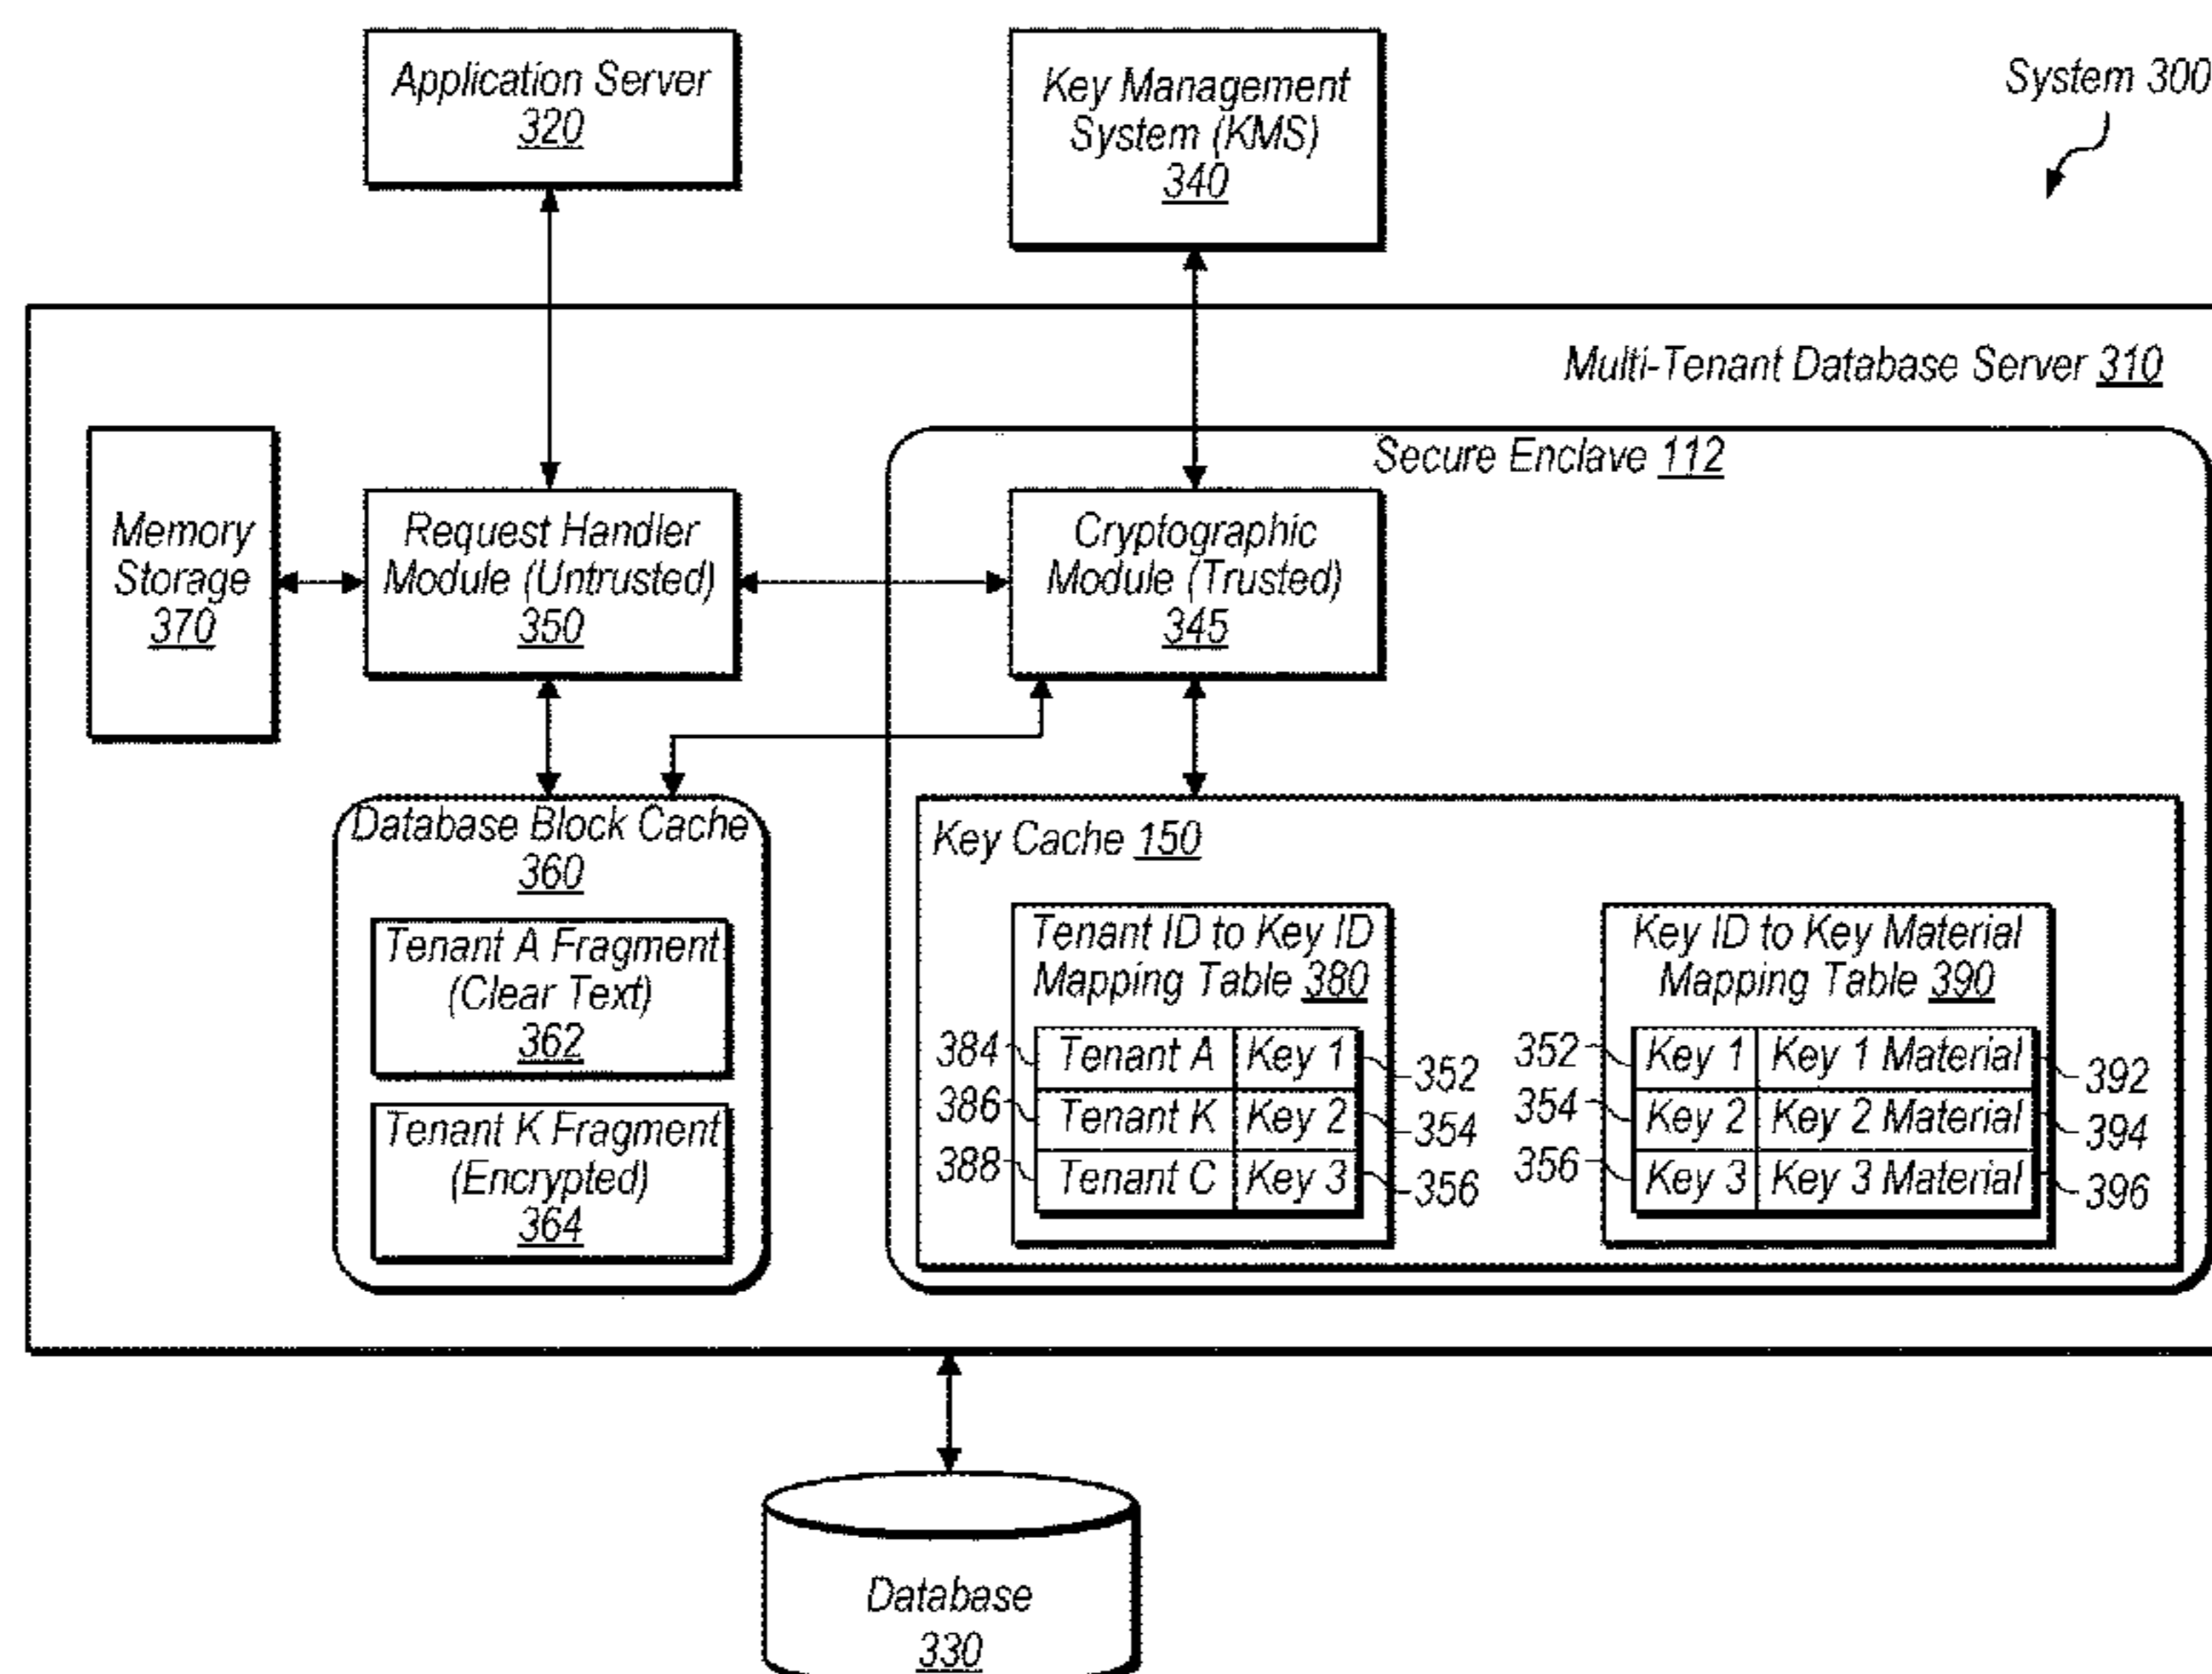 Application Server
320
Key Management
System (KMS)
340
System 300
Multi-Tenant Database Server 310
Secure Enclave 112
Memory
Storage
370
Request Handler
Module (Untrusted)
350
Cryptographic
Module (Trusted)
345
Database Block Cache
360
Tenant A Fragment
(Clear Text)
362
Tenant K Fragment
(Encrypted)
364
Key Cache 150
Tenant ID to Key ID
Mapping Table 380
384 Tenant A Key 1 352
386 Tenant K Key 2 354
388 Tenant C Key 3 356
Key ID to Key Material
Mapping Table 390
352 Key 1 Key 1 Material 392
354 Key 2 Key 2 Material 394
356 Key 3 Key 3 Material 396
Database
330